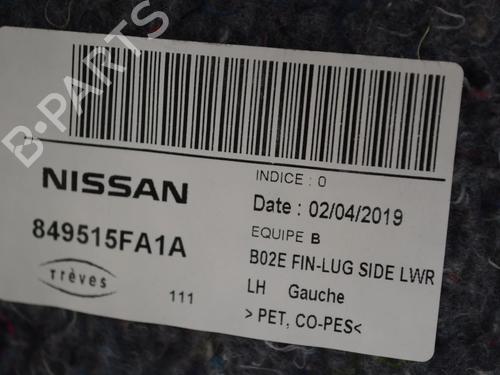 INDICE : 0
NISSAN
Date : 02/04/2019
849515FA1A
EQUIPE B
B02E FIN-LUG SIDE LWR
Trèves
111
LH Gauche
> PET, CO-PES<
B-PARTS